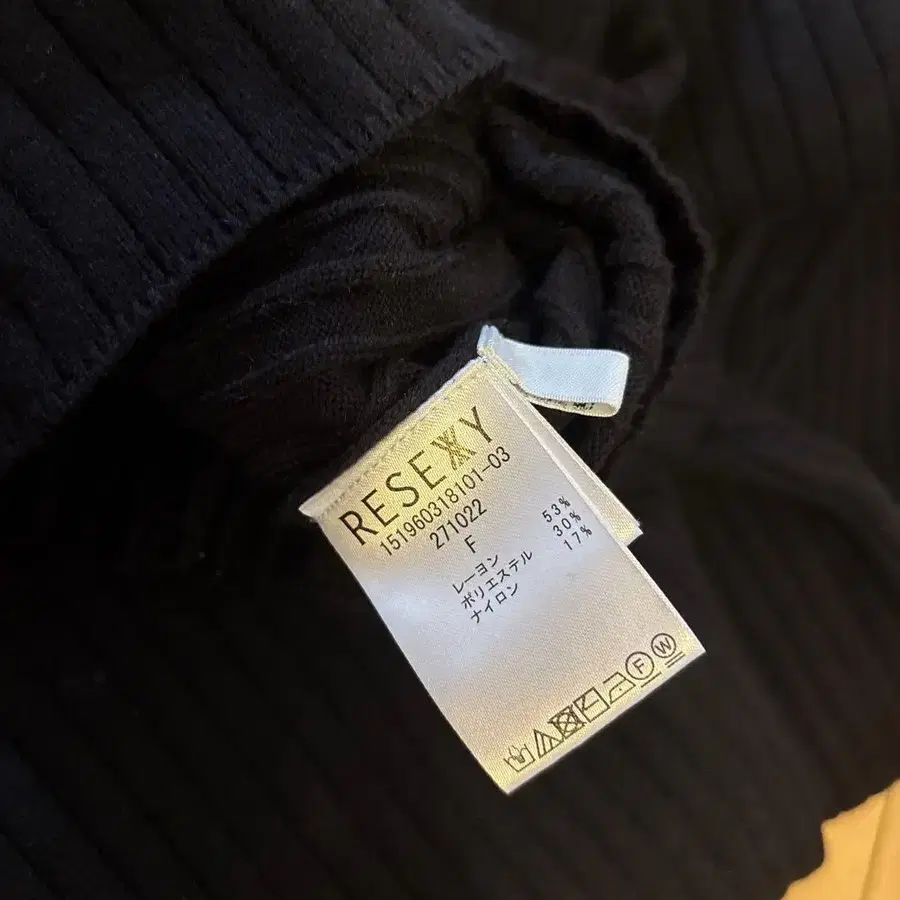 RESEXXY
151960318101-03
271022
F
レーヨン 53%
ポリエステル 30%
ナイロン 17%
F W